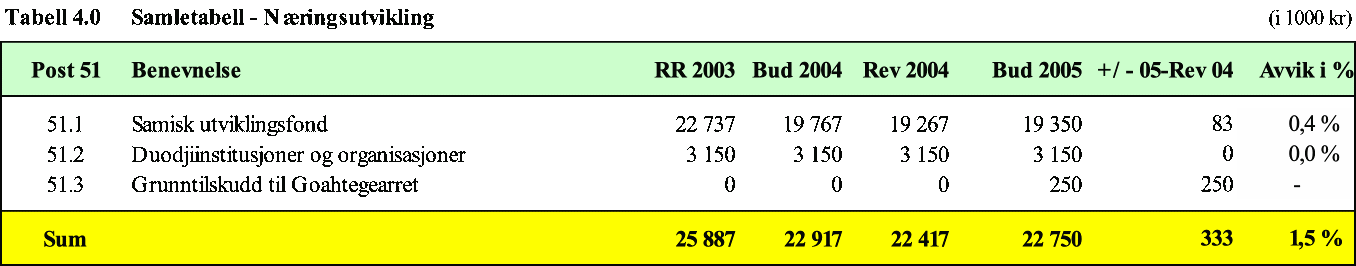 Tabell 4.0 Samletabell - Næringsutvikling (i 1000 kr)
Post 51 Benevnelse RR 2003 Bud 2004 Rev 2004 Bud 2005 +/ - 05-Rev 04 Avvik i %
51.1 Samisk utviklingsfond 22 737 19 767 19 267 19 350 83 0,4 %
51.2 Duodjiinstitusjoner og organisasjoner 3 150 3 150 3 150 3 150 0 0,0 %
51.3 Grunntilskudd til Goahtegearret 0 0 0 250 250 -
Sum 25 887 22 917 22 417 22 750 333 1,5 %